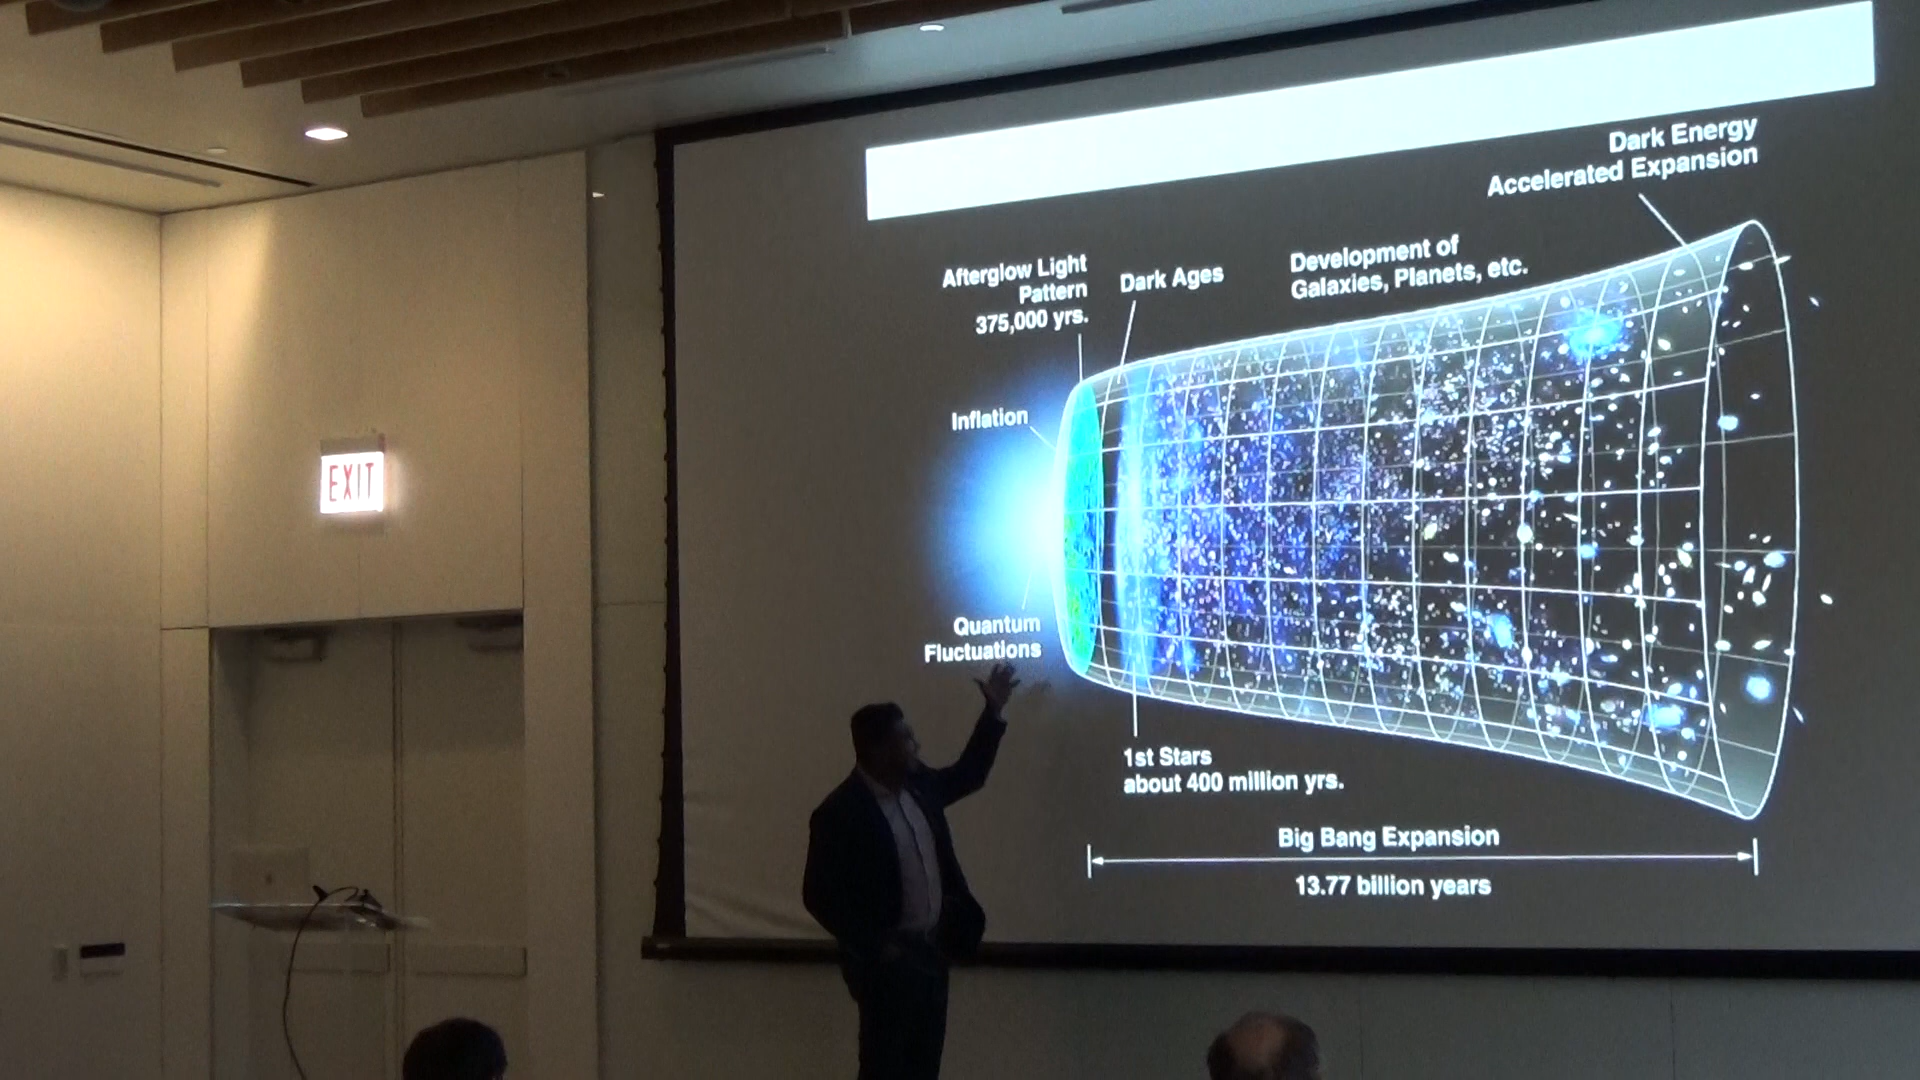 Dark Energy
Accelerated Expansion
Afterglow Light
Pattern
375,000 yrs.
Dark Ages
Development of
Galaxies, Planets, etc.
Inflation
EXIT
Quantum
Fluctuations
1st Stars
about 400 million yrs.
Big Bang Expansion
13.77 billion years